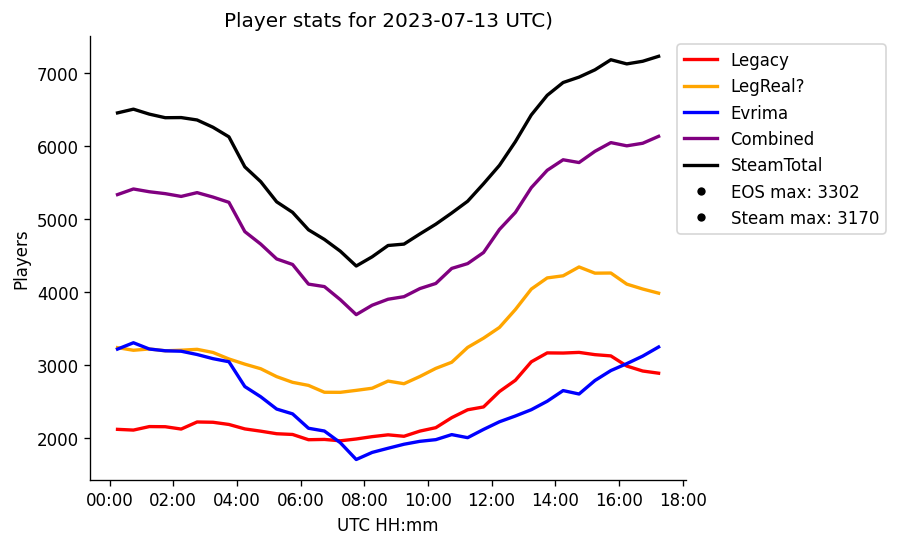 Player stats for 2023-07-13 UTC)
Players
7000
6000
5000
4000
3000
2000
00:00 02:00 04:00 06:00 08:00 10:00 12:00 14:00 16:00 18:00
UTC HH:mm
Legacy
LegReal?
Evrima
Combined
SteamTotal
EOS max: 3302
Steam max: 3170